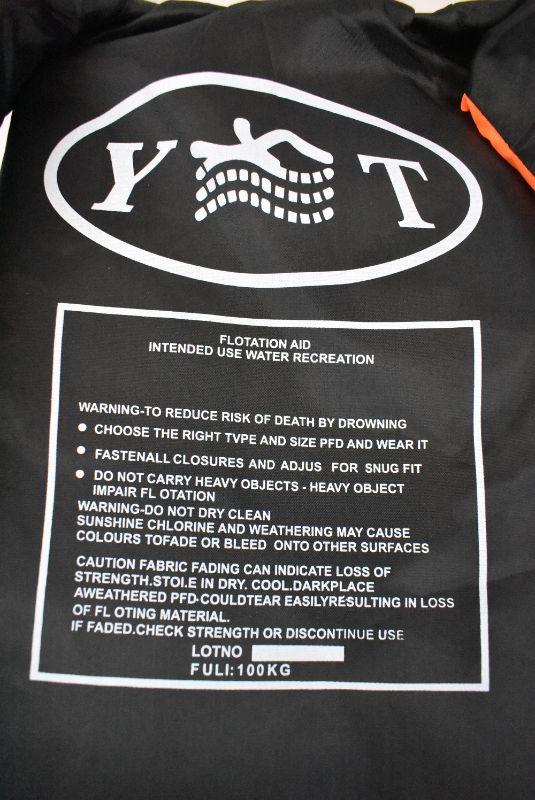 Y T
FLOTATION AID
INTENDED USE WATER RECREATION
WARNING-TO REDUCE RISK OF DEATH BY DROWNING
● CHOOSE THE RIGHT TYPE AND SIZE PFD AND WEAR IT
● FASTENALL CLOSURES AND ADJUS FOR SNUG FIT
● DO NOT CARRY HEAVY OBJECTS - HEAVY OBJECT
IMPAIR FL OTATION
WARNING-DO NOT DRY CLEAN
SUNSHINE CHLORINE AND WEATHERING MAY CAUSE
COLOURS TOFADE OR BLEED ONTO OTHER SURFACES
CAUTION FABRIC FADING CAN INDICATE LOSS OF
STRENGTH.STOI.E IN DRY. COOL.DARKPLACE
AWEATHERED PFD.COULDTEAR EASILYRESULTING IN LOSS
OF FL OTING MATERIAL.
IF FADED.CHECK STRENGTH OR DISCONTINUE USE
LOTNO
FULI:100KG